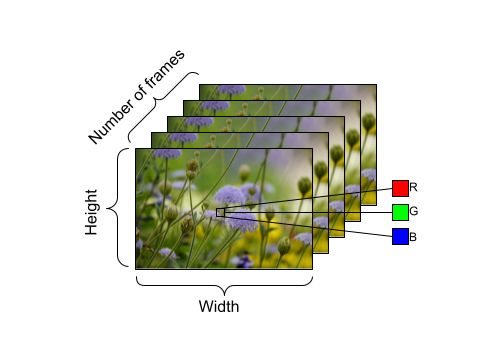 Number of frames
Height
R
G
B
Width